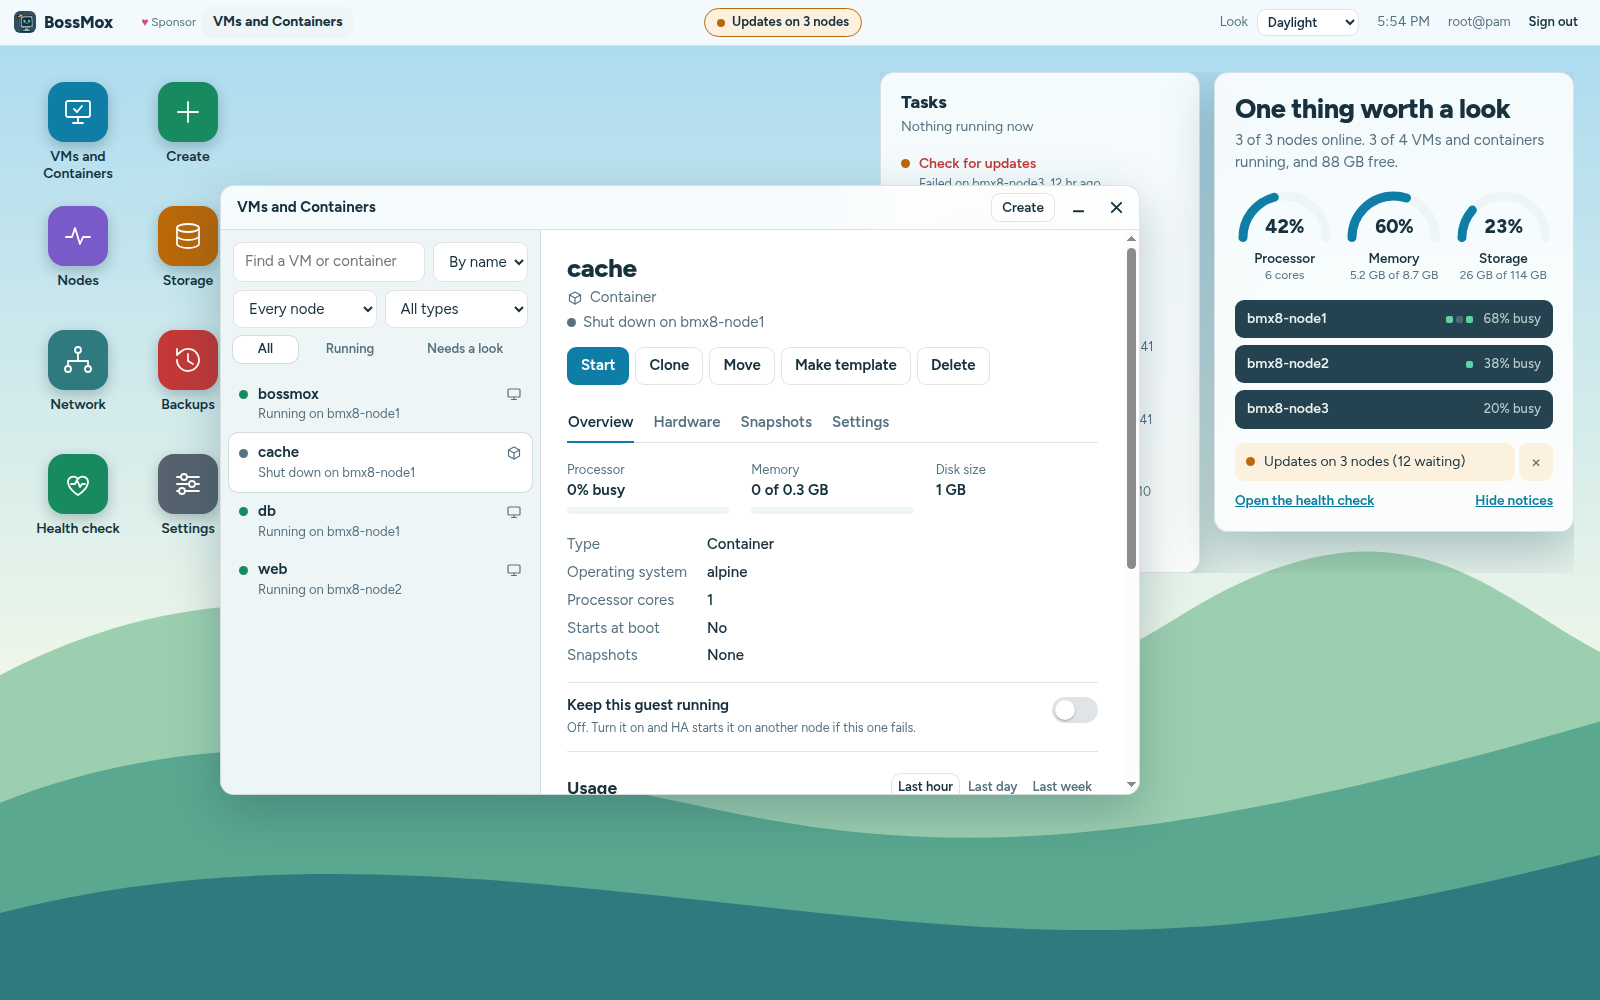 BossMox
♥ Sponsor
VMs and Containers
Updates on 3 nodes
Look
Daylight
5:54 PM
root@pam
Sign out
VMs and
Containers
Create
Nodes
Storage
Network
Backups
Health check
Settings
Tasks
Nothing running now
Check for updates
Failed on bmx8-node3, 12 hr ago
41
41
10
One thing worth a look
3 of 3 nodes online. 3 of 4 VMs and containers
running, and 88 GB free.
42%
60%
23%
Processor
Memory
Storage
6 cores
5.2 GB of 8.7 GB
26 GB of 114 GB
bmx8-node1
68% busy
bmx8-node2
38% busy
bmx8-node3
20% busy
Updates on 3 nodes (12 waiting)
×
Open the health check
Hide notices
VMs and Containers
Create
Find a VM or container
By name
Every node
All types
All
Running
Needs a look
bossmox
Running on bmx8-node1
cache
Shut down on bmx8-node1
db
Running on bmx8-node1
web
Running on bmx8-node2
cache
Container
Shut down on bmx8-node1
Start
Clone
Move
Make template
Delete
Overview
Hardware
Snapshots
Settings
Processor
Memory
Disk size
0% busy
0 of 0.3 GB
1 GB
Type
Container
Operating system
alpine
Processor cores
1
Starts at boot
No
Snapshots
None
Keep this guest running
Off. Turn it on and HA starts it on another node if this one fails.
Usage
Last hour
Last day
Last week